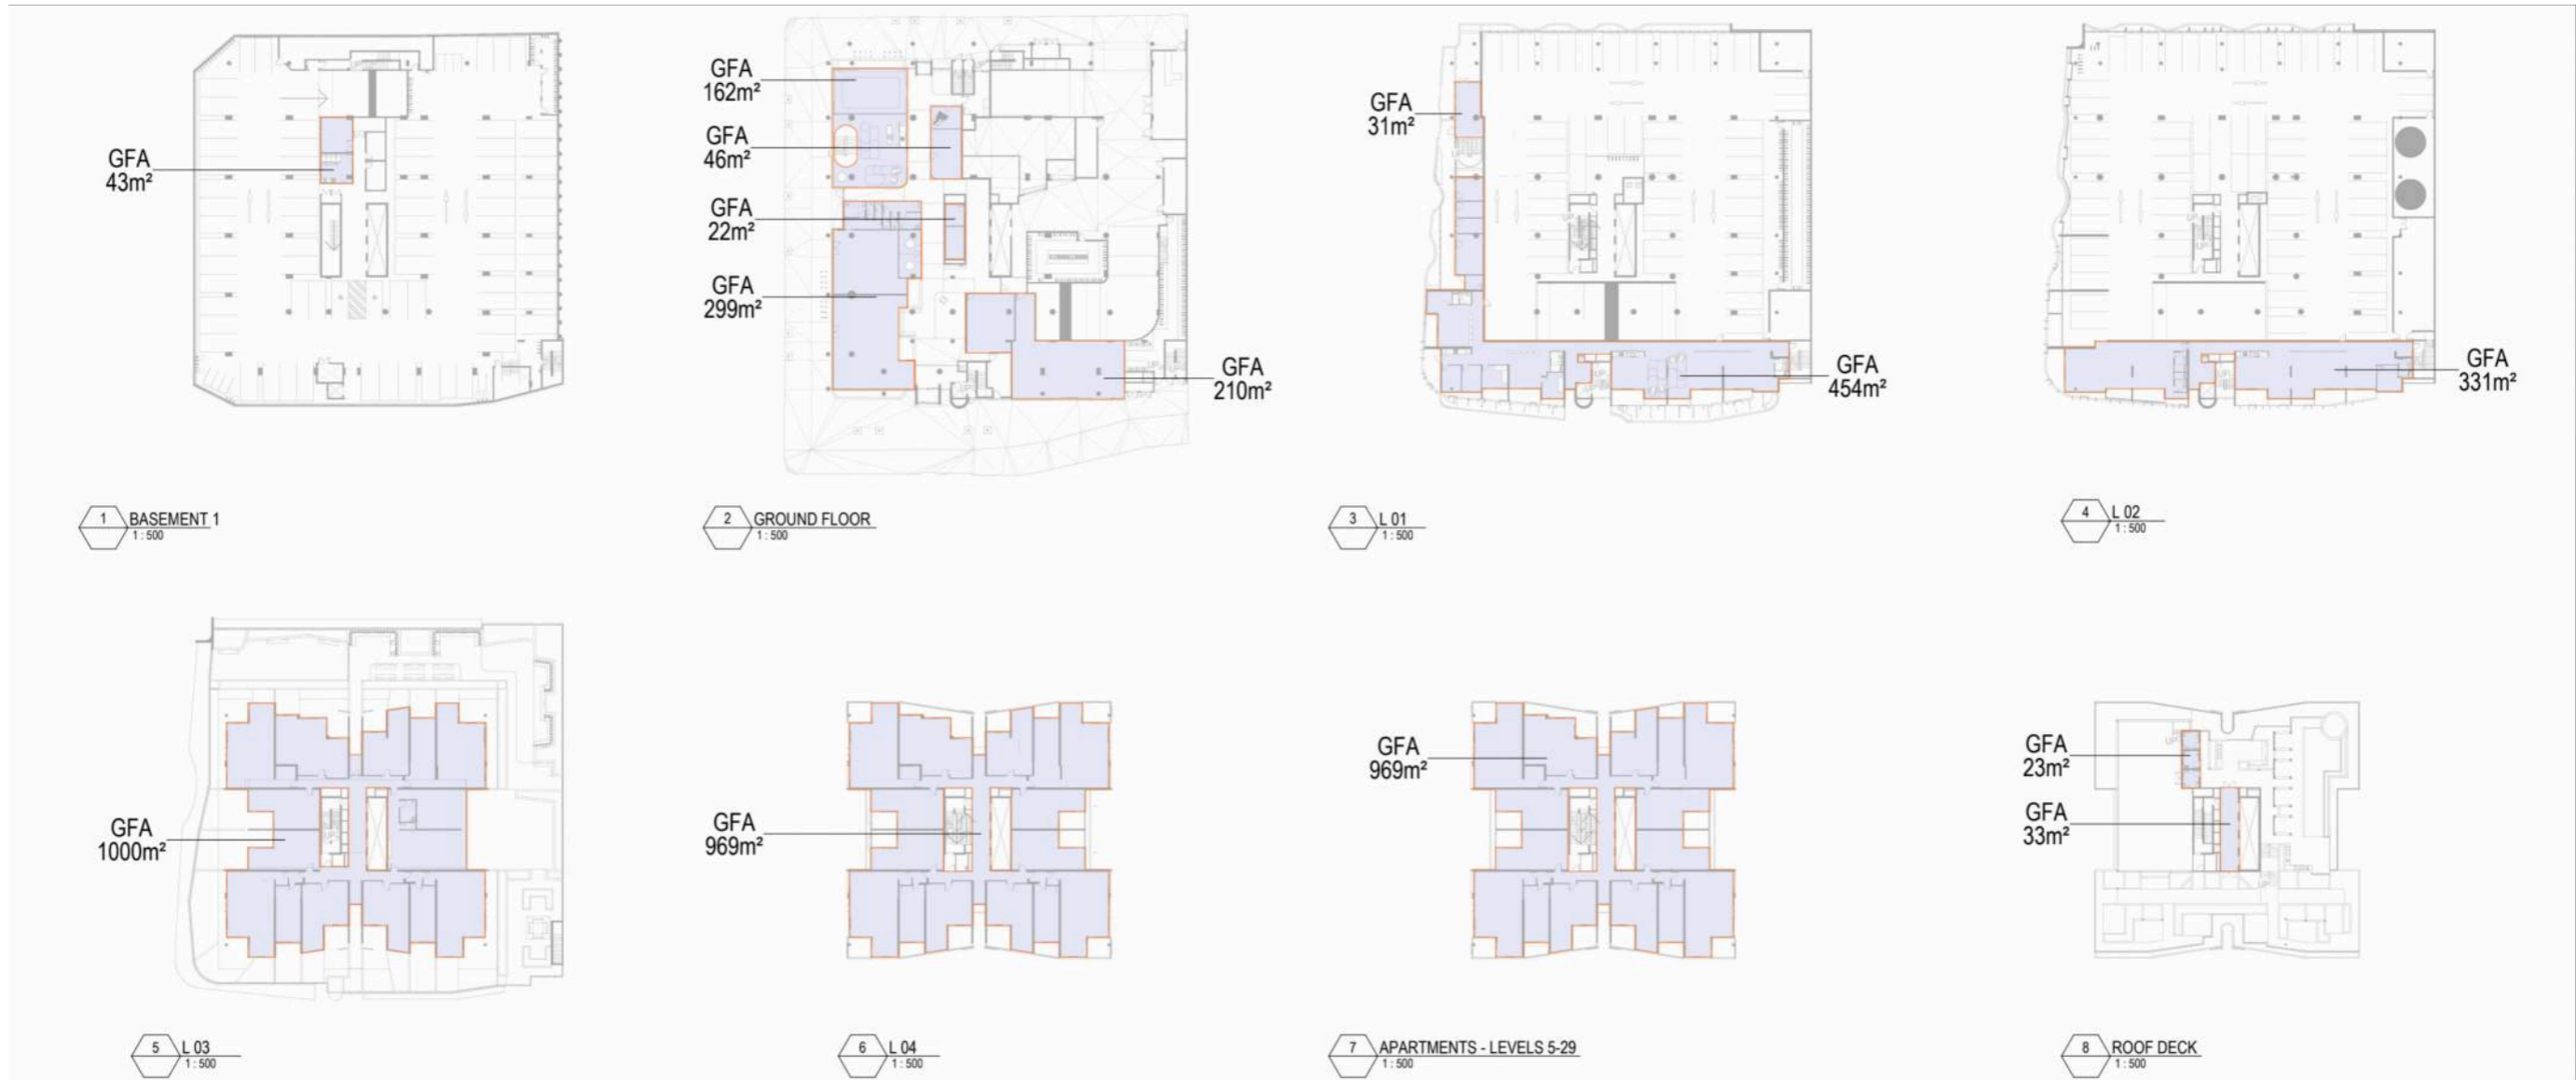 GFA
43m²
1 BASEMENT 1
1 : 500
GFA
162m²
GFA
46m²
GFA
22m²
GFA
299m²
GFA
210m²
2 GROUND FLOOR
1 : 500
GFA
31m²
GFA
454m²
3 L 01
1 : 500
GFA
331m²
4 L 02
1 : 500
GFA
1000m²
5 L 03
1 : 500
GFA
969m²
6 L 04
1 : 500
GFA
969m²
7 APARTMENTS - LEVELS 5-29
1 : 500
GFA
23m²
GFA
33m²
8 ROOF DECK
1 : 500